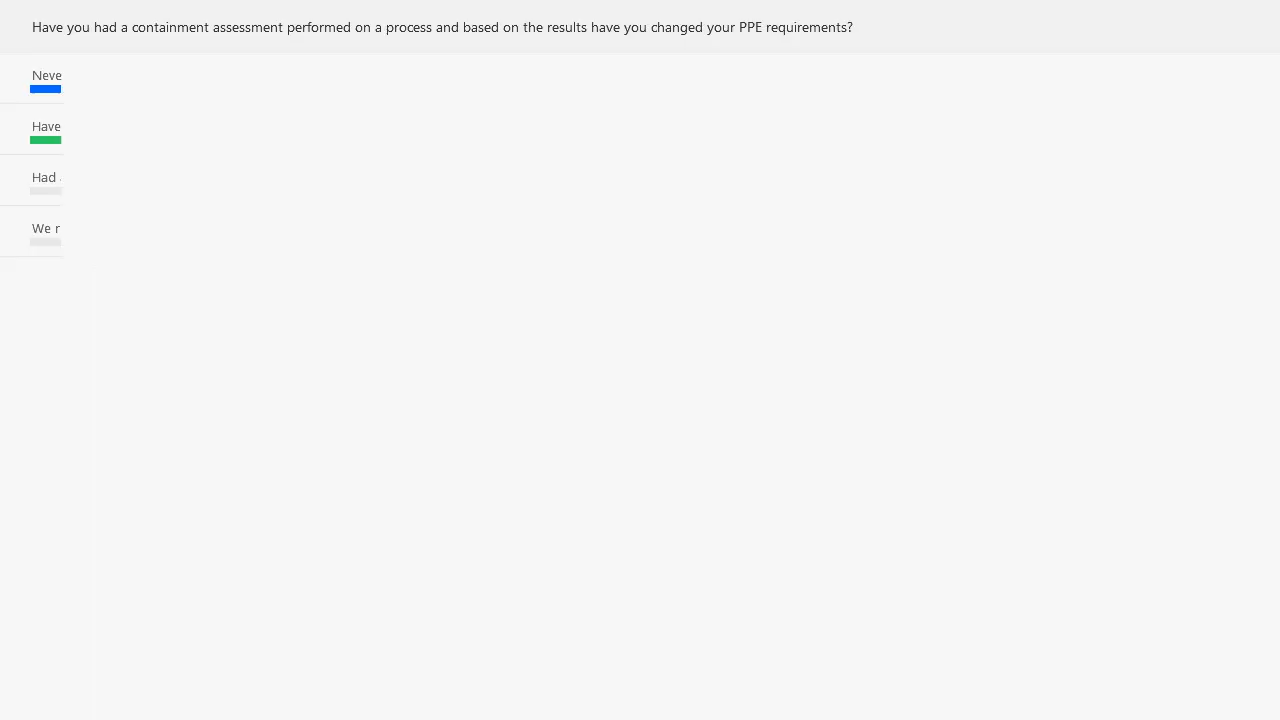 Have you had a containment assessment performed on a process and based on the results have you changed your PPE requirements?
Neve
Have
Had
We r